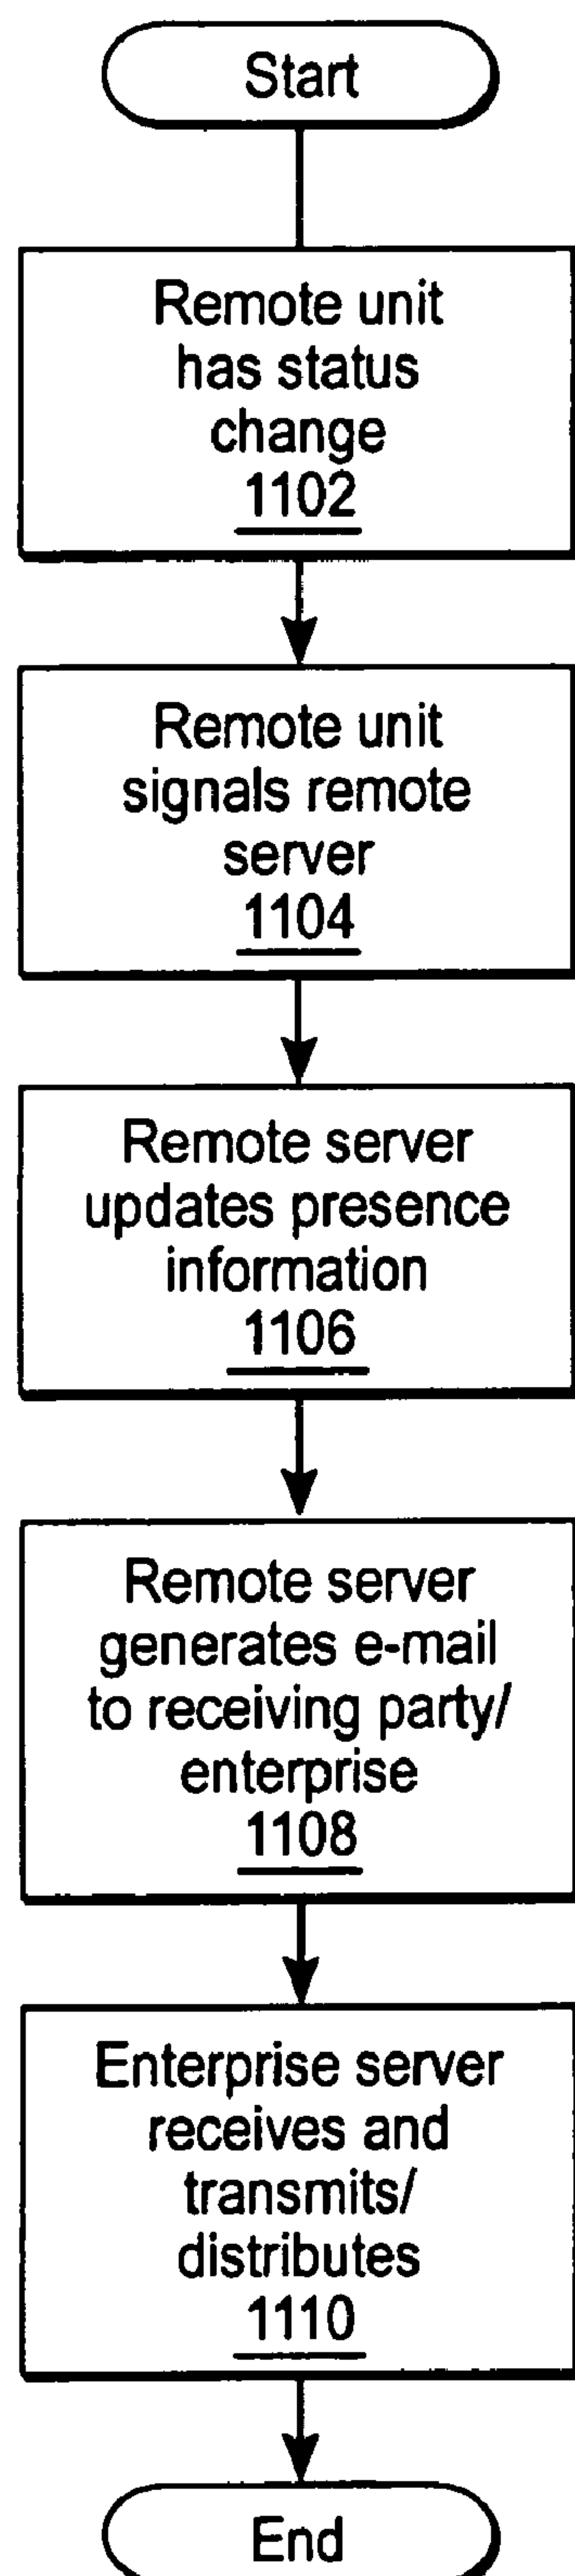 Start
Remote unit
has status
change
1102
Remote unit
signals remote
server
1104
Remote server
updates presence
information
1106
Remote server
generates e-mail
to receiving party/
enterprise
1108
Enterprise server
receives and
transmits/
distributes
1110
End